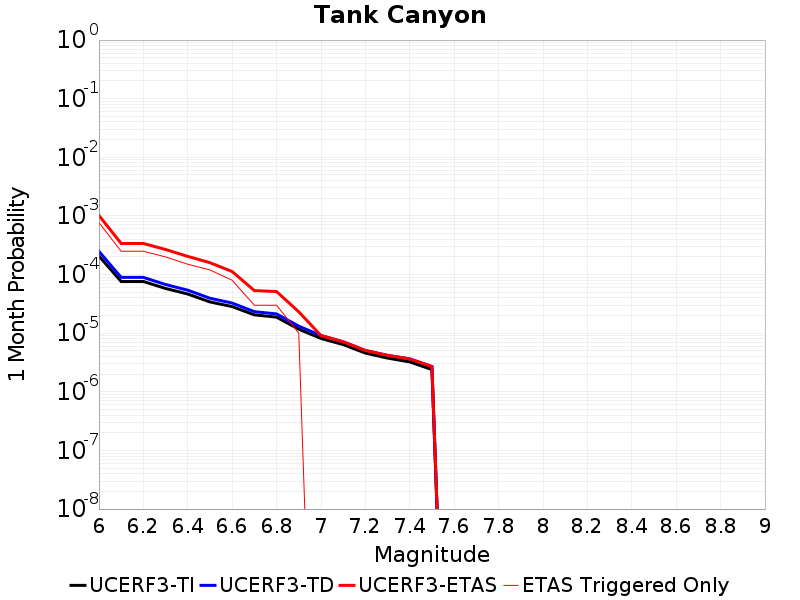 Tank Canyon
1 Month Probability
10^0
10^-1
10^-2
10^-3
10^-4
10^-5
10^-6
10^-7
10^-8
6 6.2 6.4 6.6 6.8 7 7.2 7.4 7.6 7.8 8 8.2 8.4 8.6 8.8 9
Magnitude
UCERF3-TI UCERF3-TD UCERF3-ETAS ETAS Triggered Only